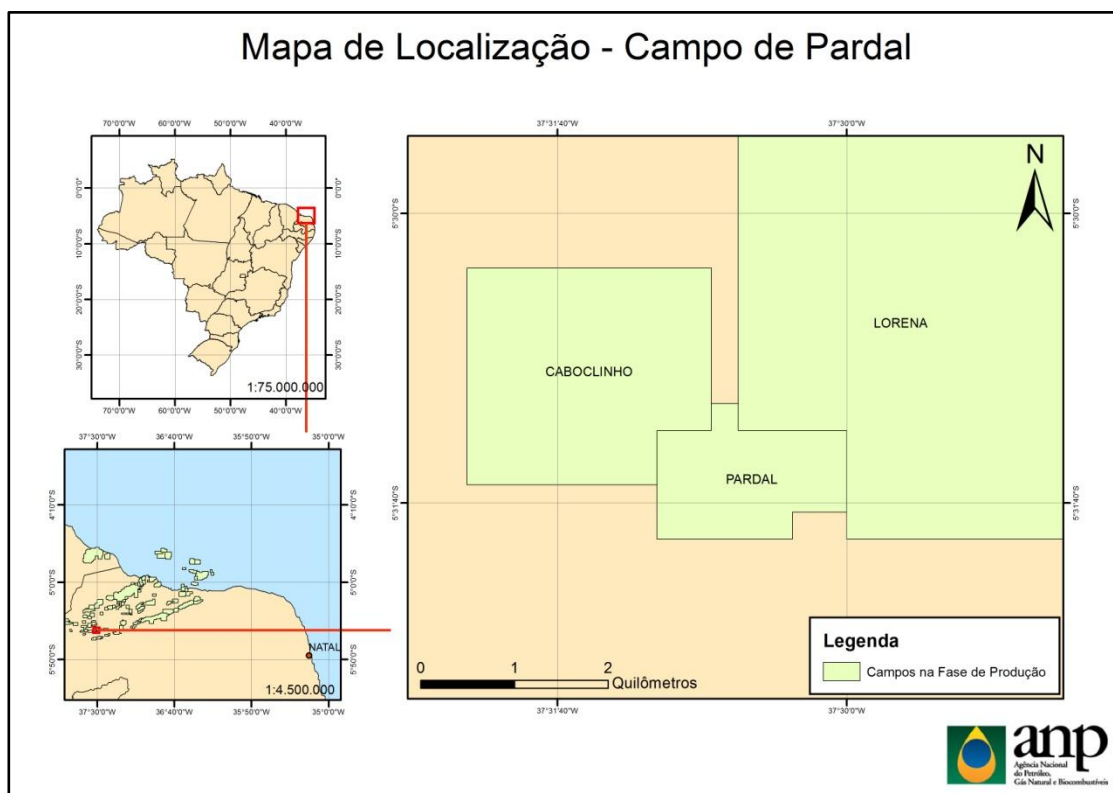 Mapa de Localização - Campo de Pardal
70°0'0"W 60°0'0"W 50°0'0"W 40°0'0"W
0°0'0" 0°0'0"
10°0'0"S 10°0'0"S
20°0'0"S 20°0'0"S
30°0'0"S 30°0'0"S
1:75.000.000
70°0'0"W 60°0'0"W 50°0'0"W 40°0'0"W
37°30'0"W 36°40'0"W 35°50'0"W 35°0'0"W
4°10'0"S 4°10'0"S
5°0'0"S 5°0'0"S
5°50'0"S 5°50'0"S
NATAL
1:4.500.000
37°30'0"W 36°40'0"W 35°50'0"W 35°0'0"W
37°31'40"W 37°30'0"W
N
5°30'0"S 5°30'0"S
LORENA
CABOCLINHO
PARDAL
5°31'40"S 5°31'40"S
Legenda
Campos na Fase de Produção
0 1 2
Quilômetros
37°31'40"W 37°30'0"W
anp
Agência Nacional
do Petróleo,
Gás Natural e Biocombustíveis